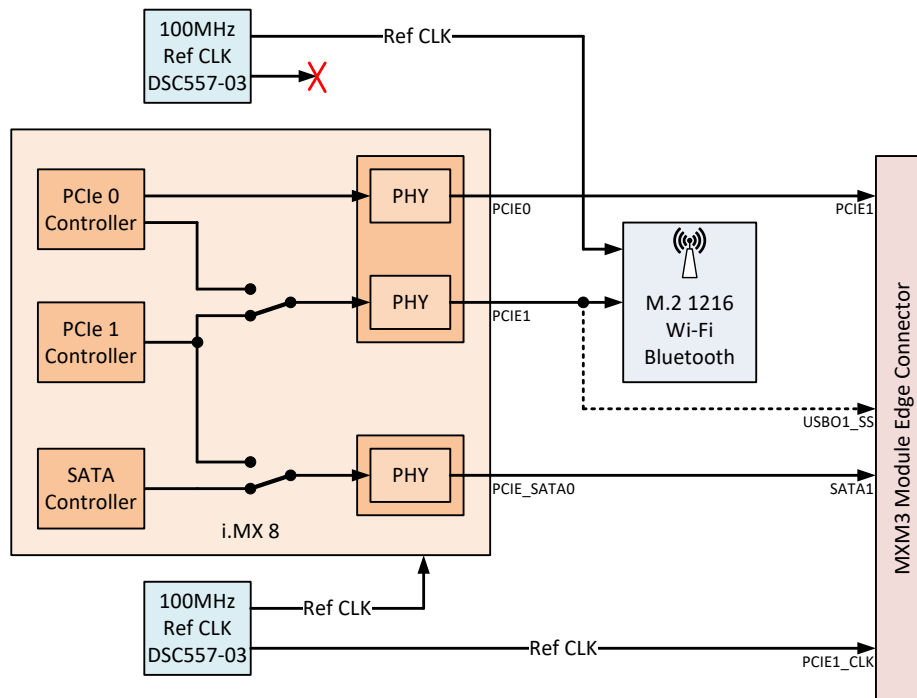 100MHz
Ref CLK
DSC557-03
Ref CLK
PCIe 0
Controller
PHY
PCIE0
PCIE1
PCIe 1
Controller
PHY
PCIE1
M.2 1216
Wi-Fi
Bluetooth
USBO1_SS
SATA
Controller
PHY
PCIE_SATA0
SATA1
i.MX 8
MXM3 Module Edge Connector
100MHz
Ref CLK
DSC557-03
Ref CLK
Ref CLK
PCIE1_CLK